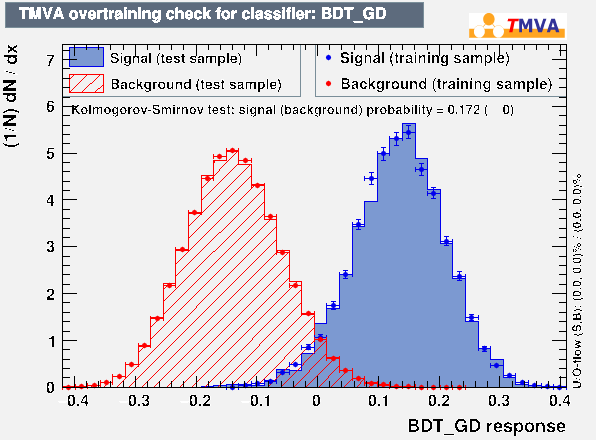 TMVA overtraining check for classifier: BDT_GD
TMVA
Signal (test sample)
Background (test sample)
Signal (training sample)
Background (training sample)
Kolmogorov-Smirnov test: signal (background) probability = 0.172 ( 0)
(1/N) dN / dx
7
6
5
4
3
2
1
0
-0.4 -0.3 -0.2 -0.1 0 0.1 0.2 0.3 0.4
BDT_GD response
U/O-flow (S,B): (0.0, 0.0)% / (0.0, 0.0)%